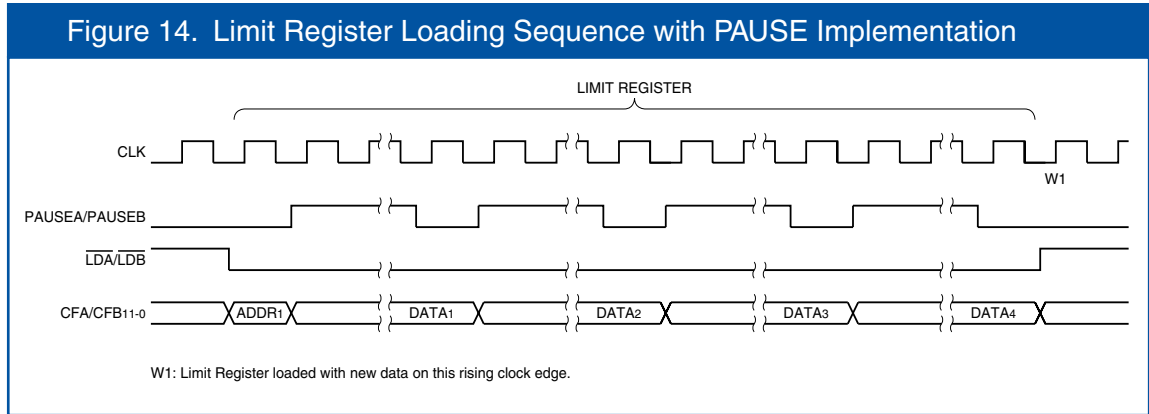 Figure 14. Limit Register Loading Sequence with PAUSE Implementation
LIMIT REGISTER
CLK
W1
PAUSEA/PAUSEB
LDA/LDB
CFA/CFB11-0
ADDR1
DATA1
DATA2
DATA3
DATA4
W1: Limit Register loaded with new data on this rising clock edge.